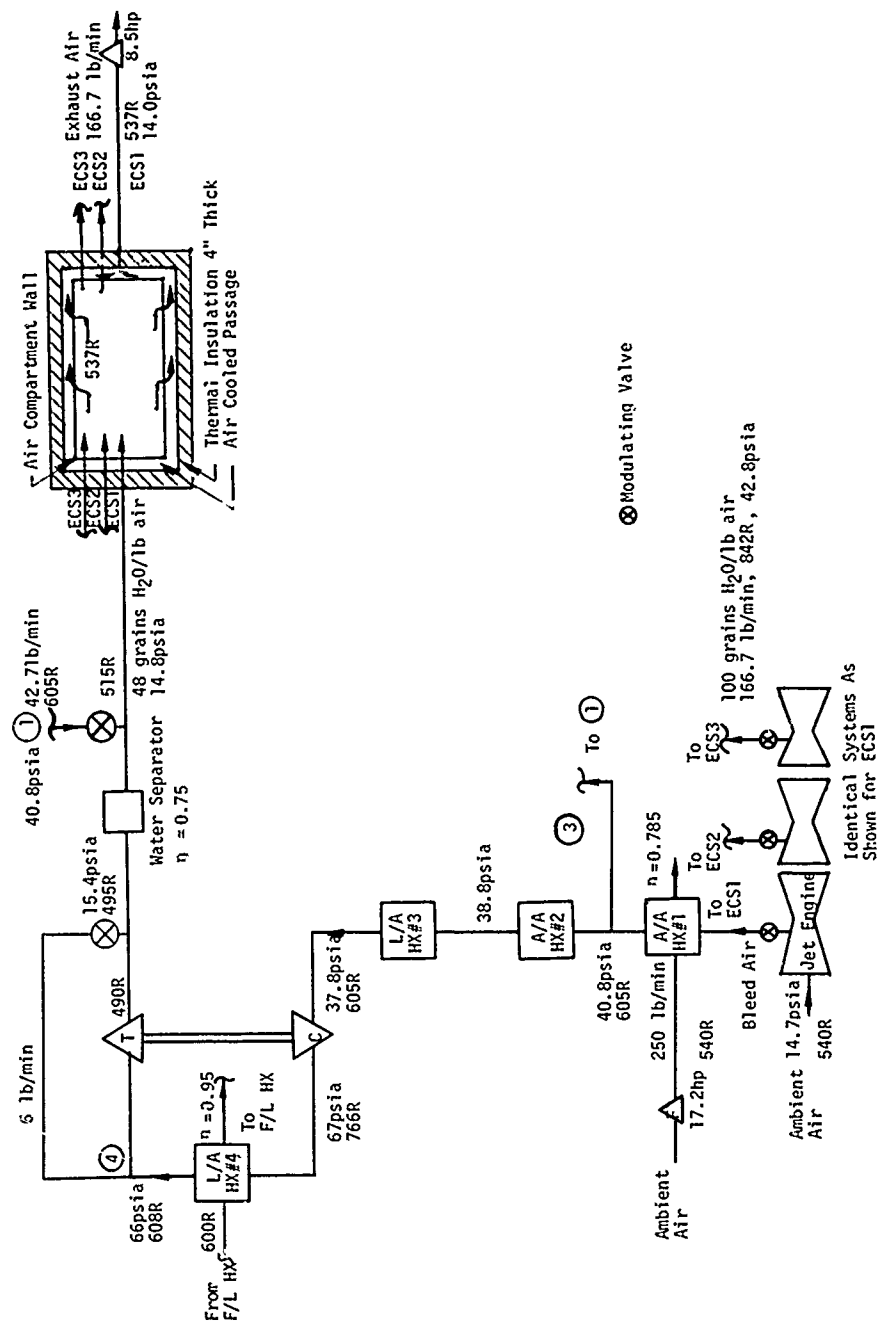 ECS3 Exhaust Air
ECS2 166.7 lb/min
8.5hp
ECS1 537R
14.0psia
Air Compartment Wall
Thermal Insulation 4" Thick
Air Cooled Passage
537R
ECS3
ECS2
ECS1
40.8psia 1 42.7lb/min
605R
515R
48 grains H₂O/lb air
14.8psia
Water Separator
η = 0.75
15.4psia
495R
490R
T
C
4
66psia
608R
L/A
HX#4
600R
From
F/L HX
η = 0.95
To
F/L HX
67psia
766R
37.8psia
605R
L/A
HX#3
38.8psia
A/A
HX#2
3
To 1
40.8psia
605R
A/A
HX#1
η = 0.785
250 lb/min
540R
17.2hp
Ambient
Air
Bleed Air
To
ECS1
To
ECS2
To
ECS3
100 grains H₂O/lb air
166.7 lb/min, 842R, 42.8psia
Jet Engine
Ambient 14.7psia
Air
540R
Identical Systems As
Shown for ECS1
⊗Modulating Valve